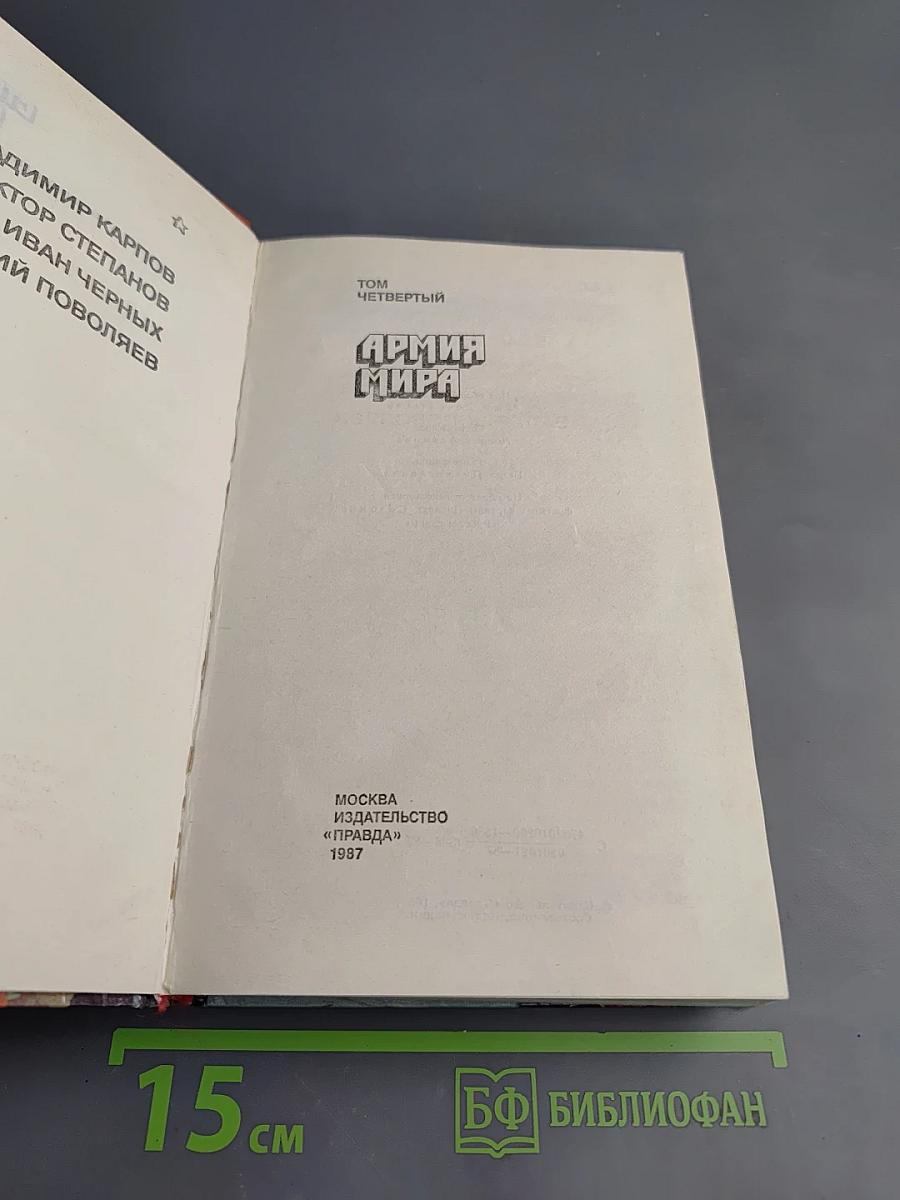 АДИМИР КАРПОВ
КТОР СТЕПАНОВ
ИВАН ЧЕРНЫХ
ИЙ ПОВОЛЯЕВ
ТОМ
ЧЕТВЕРТЫЙ
АРМИЯ
МИРА
МОСКВА
ИЗДАТЕЛЬСТВО
«ПРАВДА»
1987
15 см
БФ БИБЛИОФАН